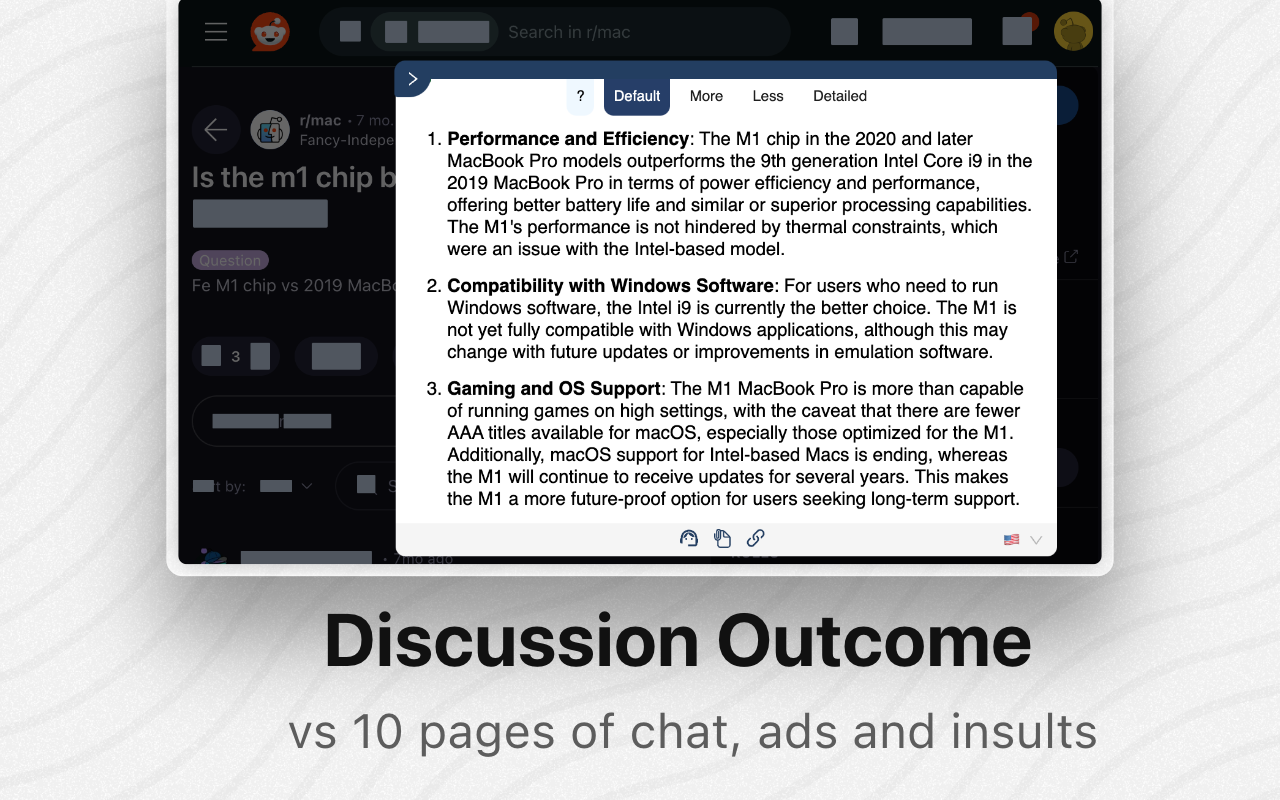 Search in r/mac
? Default More Less Detailed
r/mac • 7 mo.
Fancy-Indepe
Is the m1 chip b
Question
Fe M1 chip vs 2019 MacBo
3
t by:
S
• 7mo ago
1. Performance and Efficiency: The M1 chip in the 2020 and later
MacBook Pro models outperforms the 9th generation Intel Core i9 in the
2019 MacBook Pro in terms of power efficiency and performance,
offering better battery life and similar or superior processing capabilities.
The M1's performance is not hindered by thermal constraints, which
were an issue with the Intel-based model.
2. Compatibility with Windows Software: For users who need to run
Windows software, the Intel i9 is currently the better choice. The M1 is
not yet fully compatible with Windows applications, although this may
change with future updates or improvements in emulation software.
3. Gaming and OS Support: The M1 MacBook Pro is more than capable
of running games on high settings, with the caveat that there are fewer
AAA titles available for macOS, especially those optimized for the M1.
Additionally, macOS support for Intel-based Macs is ending, whereas
the M1 will continue to receive updates for several years. This makes
the M1 a more future-proof option for users seeking long-term support.
Discussion Outcome
vs 10 pages of chat, ads and insults